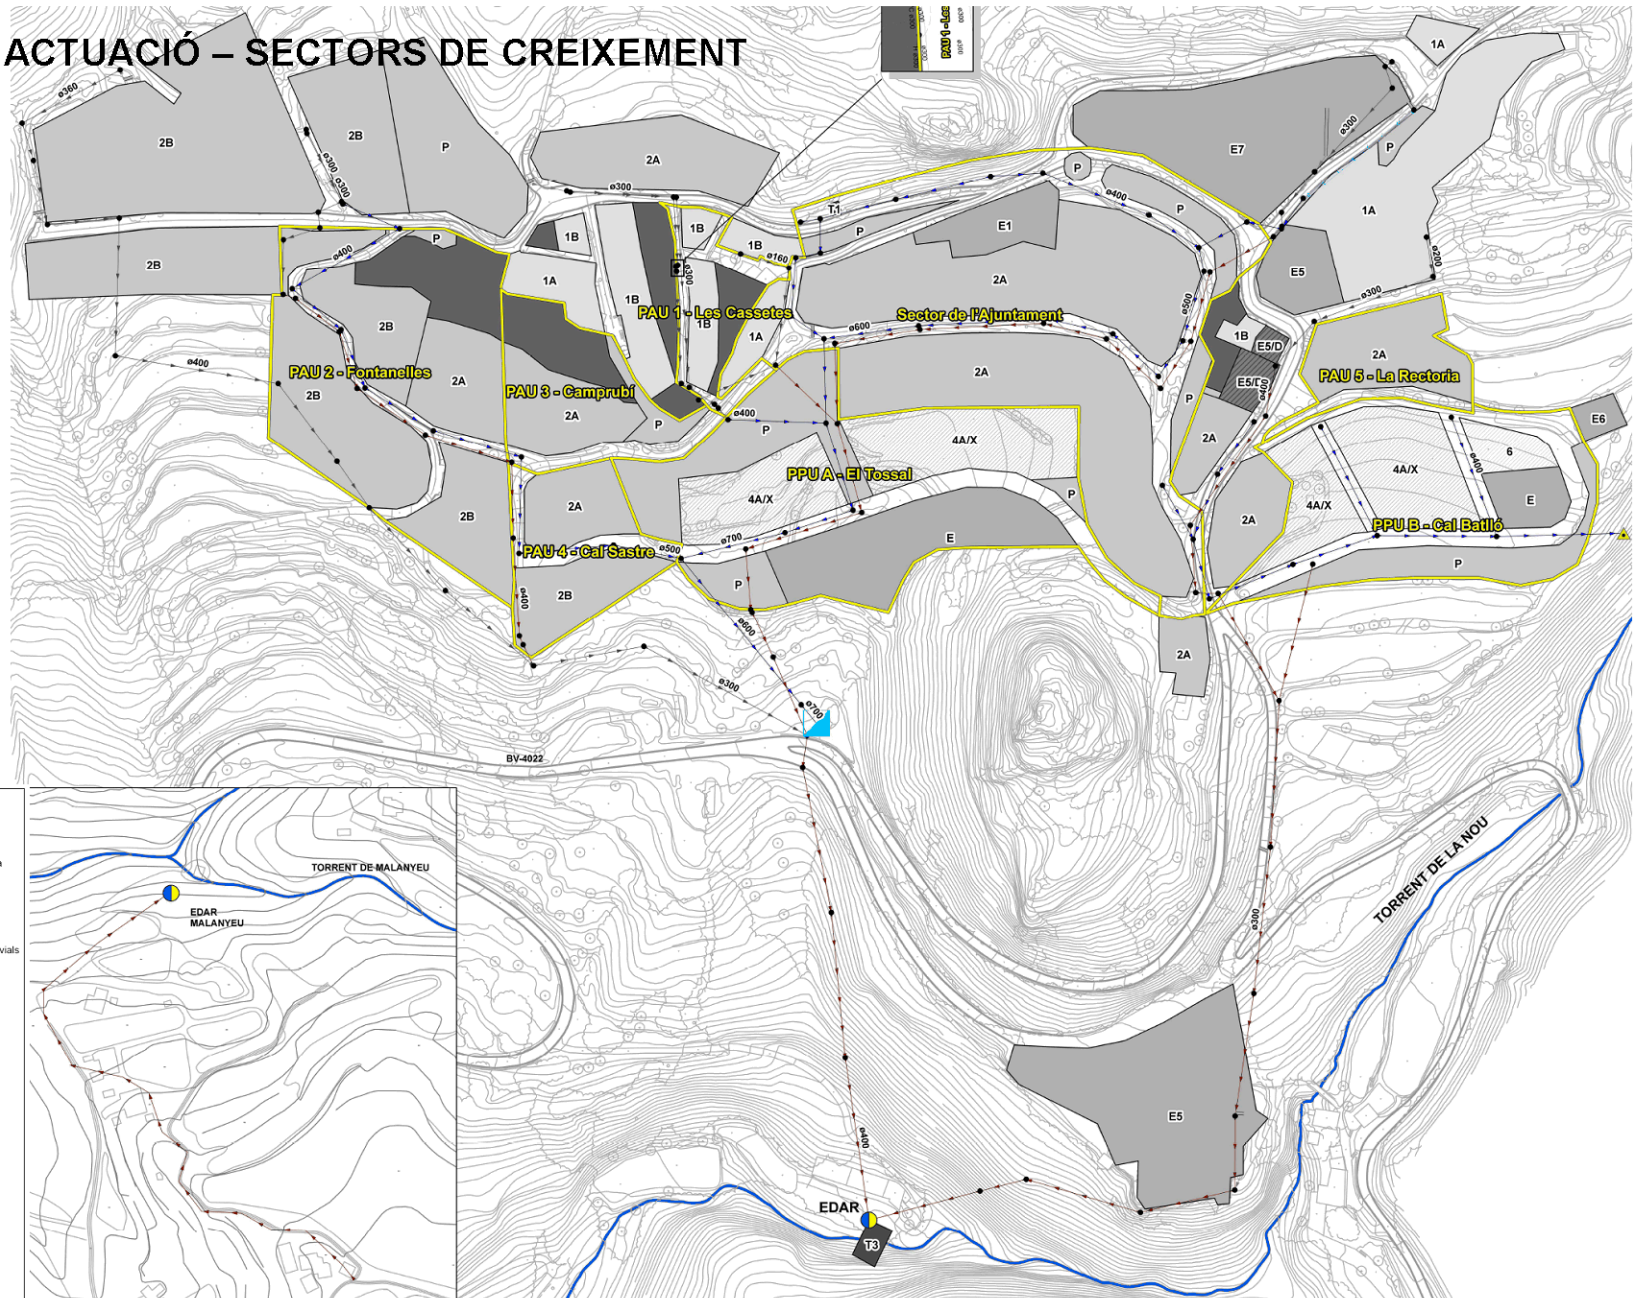 ACTUACIÓ – SECTORS DE CREIXEMENT
PAU 1 - Les
1A
ø360
2B
2B
P
2A
ø300
ø300
ø300
E7
ø300
P
1A
ø200
ø300
P
ø400
P
T1
P
E1
2A
E5
2B
P
ø400
1B
1B
1B
ø160
1A
1B
ø300
PAU 1 - Les Cassetes
1B
1A
Sector de l'Ajuntament
ø600
ø500
1B
E5/D
E5/D
ø400
2A
PAU 5 - La Rectoria
2B
ø400
PAU 2 - Fontanelles
2A
2B
PAU 3 - Camprubí
2A
P
ø400
P
2A
P
2A
4A/X
E6
6
4A/X
ø400
4A/X
E
PPU A - El Tossal
4A/X
P
2B
2A
PAU 4 - Cal Sastre
ø500
ø700
E
2A
PPU B - Cal Batlló
P
2B
ø400
P
ø600
2A
ø300
ø700
BV-4022
TORRENT DE LA NOU
TORRENT DE MALANYEU
EDAR
MALANYEU
vials
ø300
E5
ø400
EDAR
T3